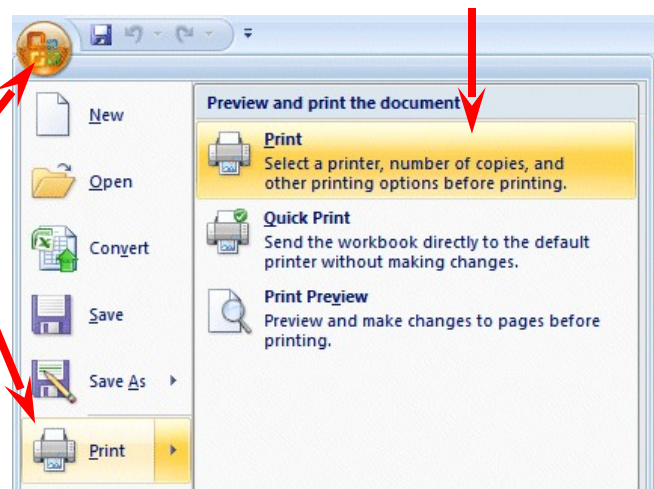 New
Open
Convert
Save
Save As
Print
Preview and print the document
Print
Select a printer, number of copies, and
other printing options before printing.
Quick Print
Send the workbook directly to the default
printer without making changes.
Print Preview
Preview and make changes to pages before
printing.